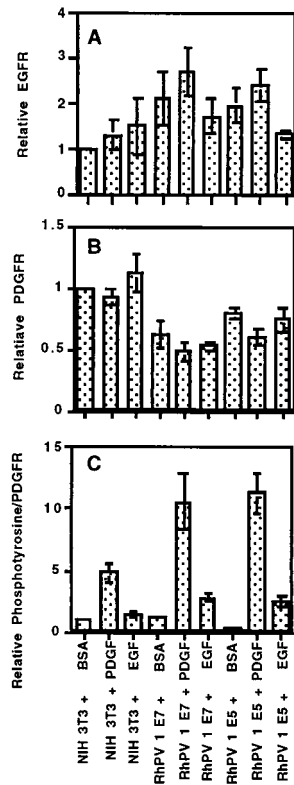 A
Relative EGFR
4
3
2
1
0
B
Relatiave PDGFR
1.5
1
0.5
0
C
Relative Phosphotyrosine/PDGFR
15
10
5
0
NIH 3T3 + BSA
NIH 3T3 + PDGF
NIH 3T3 + EGF
RhPV 1 E7 + BSA
RhPV 1 E7 + PDGF
RhPV 1 E7 + EGF
RhPV 1 E5 + BSA
RhPV 1 E5 + PDGF
RhPV 1 E5 + EGF